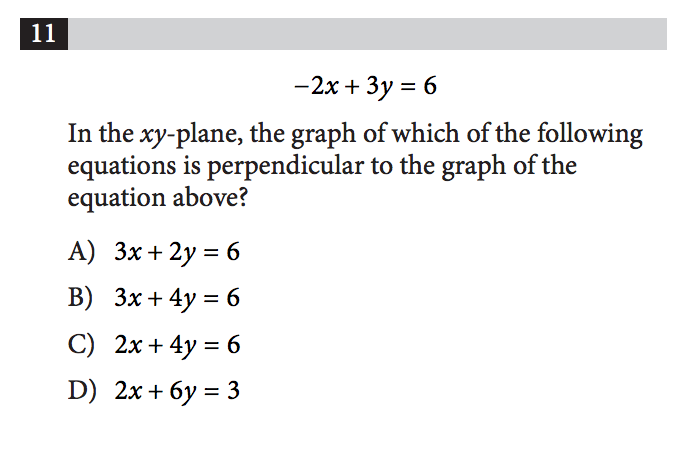 11
−2x + 3y = 6
In the xy-plane, the graph of which of the following
equations is perpendicular to the graph of the
equation above?
A) 3x + 2y = 6
B) 3x + 4y = 6
C) 2x + 4y = 6
D) 2x + 6y = 3